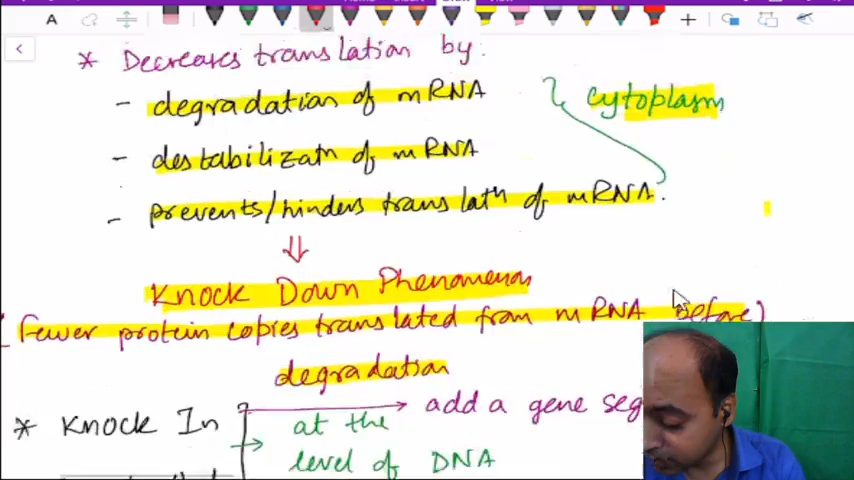 * Decreases translation by:
- degradation of mRNA
cytoplasm
- destabilizatn of mRNA
- prevents/hinders translatn of mRNA.
⇓
Knock Down Phenomenon
(Fewer protein copies translated from mRNA before)
degradation
* Knock In → add a gene seg
→ at the
level of DNA